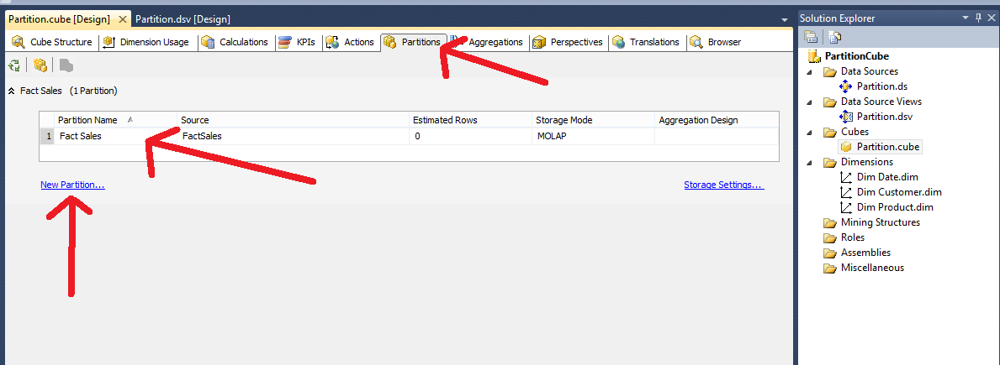 Partition.cube [Design] Partition.dsv [Design] Solution Explorer
Cube Structure Dimension Usage Calculations KPIs Actions Partitions Aggregations Perspectives Translations Browser
Fact Sales (1 Partition)
Partition Name Source Estimated Rows Storage Mode Aggregation Design
1 Fact Sales FactSales 0 MOLAP
New Partition... Storage Settings...
PartitionCube
Data Sources
Partition.ds
Data Source Views
Partition.dsv
Cubes
Partition.cube
Dimensions
Dim Date.dim
Dim Customer.dim
Dim Product.dim
Mining Structures
Roles
Assemblies
Miscellaneous